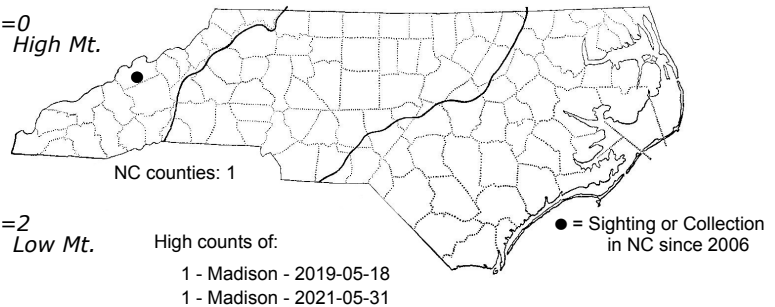 =0
High Mt.
NC counties: 1
=2
Low Mt.
High counts of:
1 - Madison - 2019-05-18
1 - Madison - 2021-05-31
● = Sighting or Collection
in NC since 2006